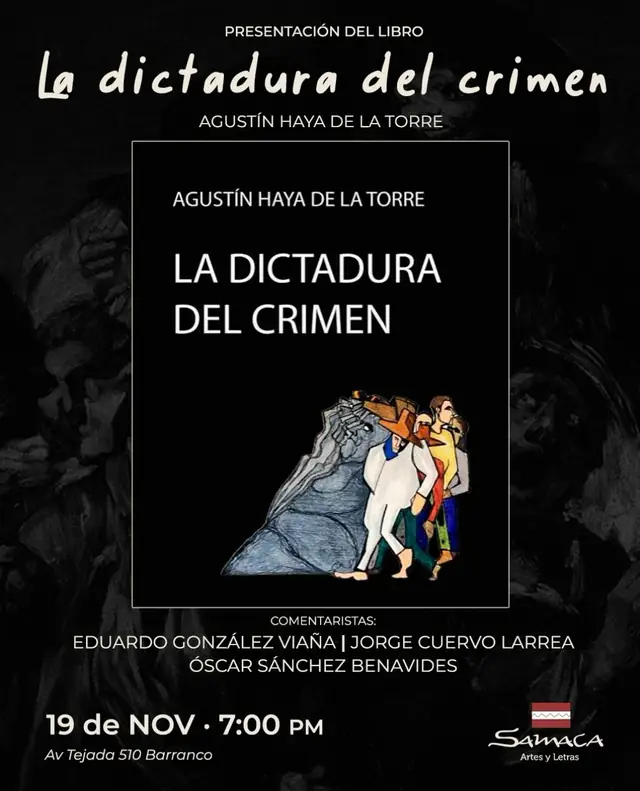 PRESENTACIÓN DEL LIBRO
La dictadura del crimen
AGUSTÍN HAYA DE LA TORRE
AGUSTÍN HAYA DE LA TORRE
LA DICTADURA
DEL CRIMEN
COMENTARISTAS:
EDUARDO GONZÁLEZ VIAÑA | JORGE CUERVO LARREA
ÓSCAR SÁNCHEZ BENAVIDES
19 de NOV · 7:00 PM
Av Tejada 510 Barranco
SAMACA
Artes y Letras